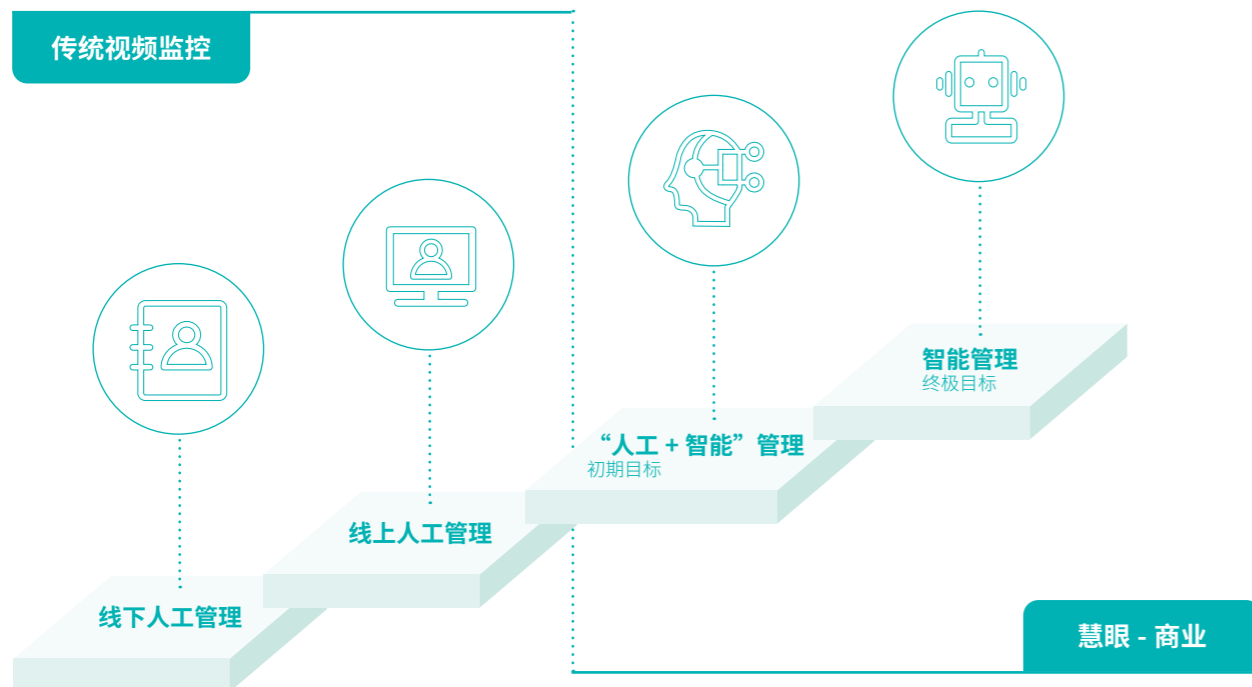 传统视频监控
智能管理
终极目标
“人工 + 智能”管理
初期目标
线上人工管理
线下人工管理
慧眼 - 商业